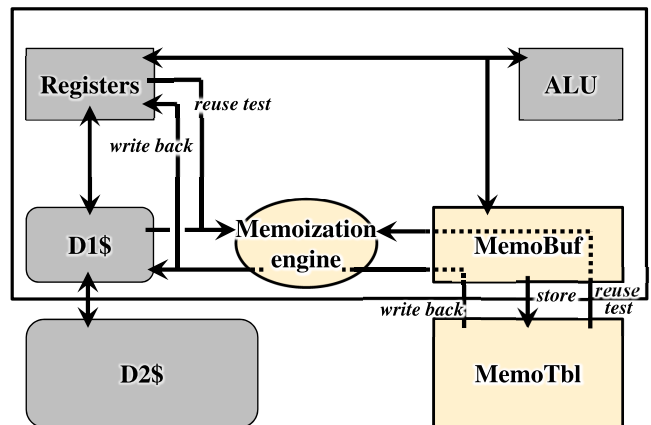 Registers
ALU
reuse test
write back
D1$
Memoization
engine
MemoBuf
write back
store
reuse
test
D2$
MemoTbl